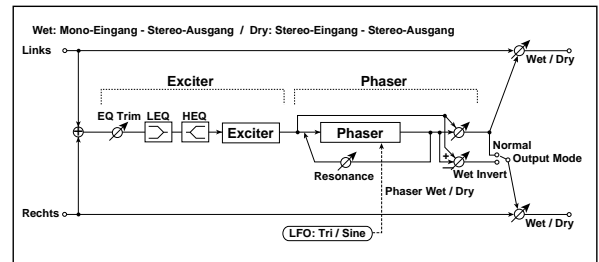 Wet: Mono-Eingang - Stereo-Ausgang / Dry: Stereo-Eingang - Stereo-Ausgang
Links
Wet / Dry
Exciter
Phaser
EQ Trim
LEQ
HEQ
Exciter
Phaser
Normal
+
−
Output Mode
Resonance
Wet Invert
Phaser Wet / Dry
Rechts
Wet / Dry
LFO: Tri / Sine